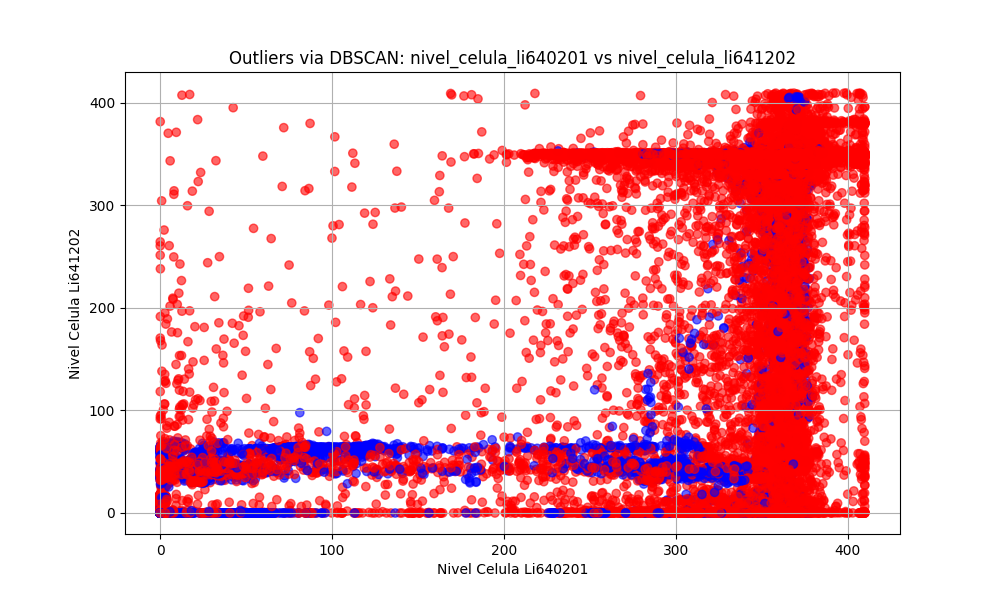 Outliers via DBSCAN: nivel_celula_li640201 vs nivel_celula_li641202
400
300
200
100
0
Nivel Celula Li641202
0 100 200 300 400
Nivel Celula Li640201